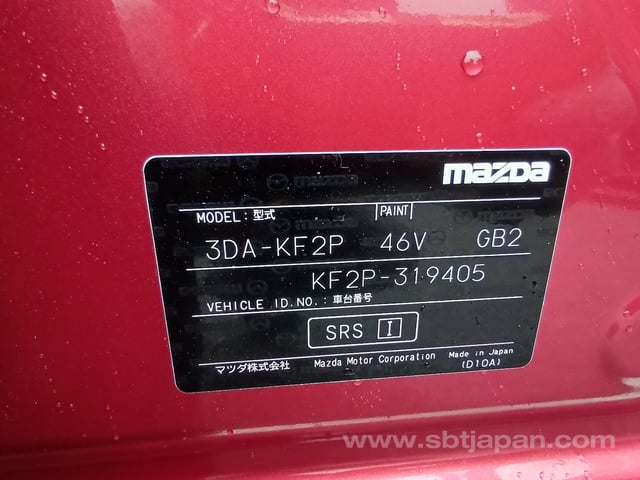 mazda
MODEL: 型式 PAINT
3DA-KF2P 46V GB2
KF2P-319405
VEHICLE ID.NO.: 車台番号
SRS I
マツダ株式会社 Mazda Motor Corporation Made in Japan
(D10A)
www.sbtjapan.com